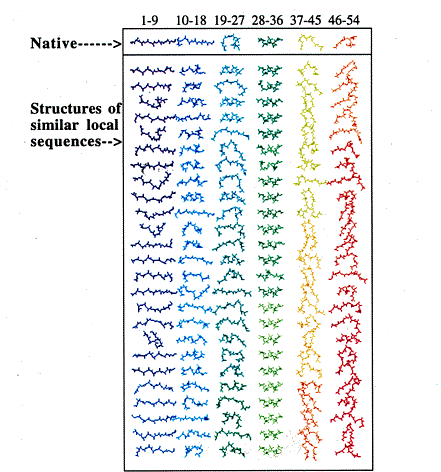 1-9 10-18 19-27 28-36 37-45 46-54
Native------>
Structures of
similar local
sequences-->